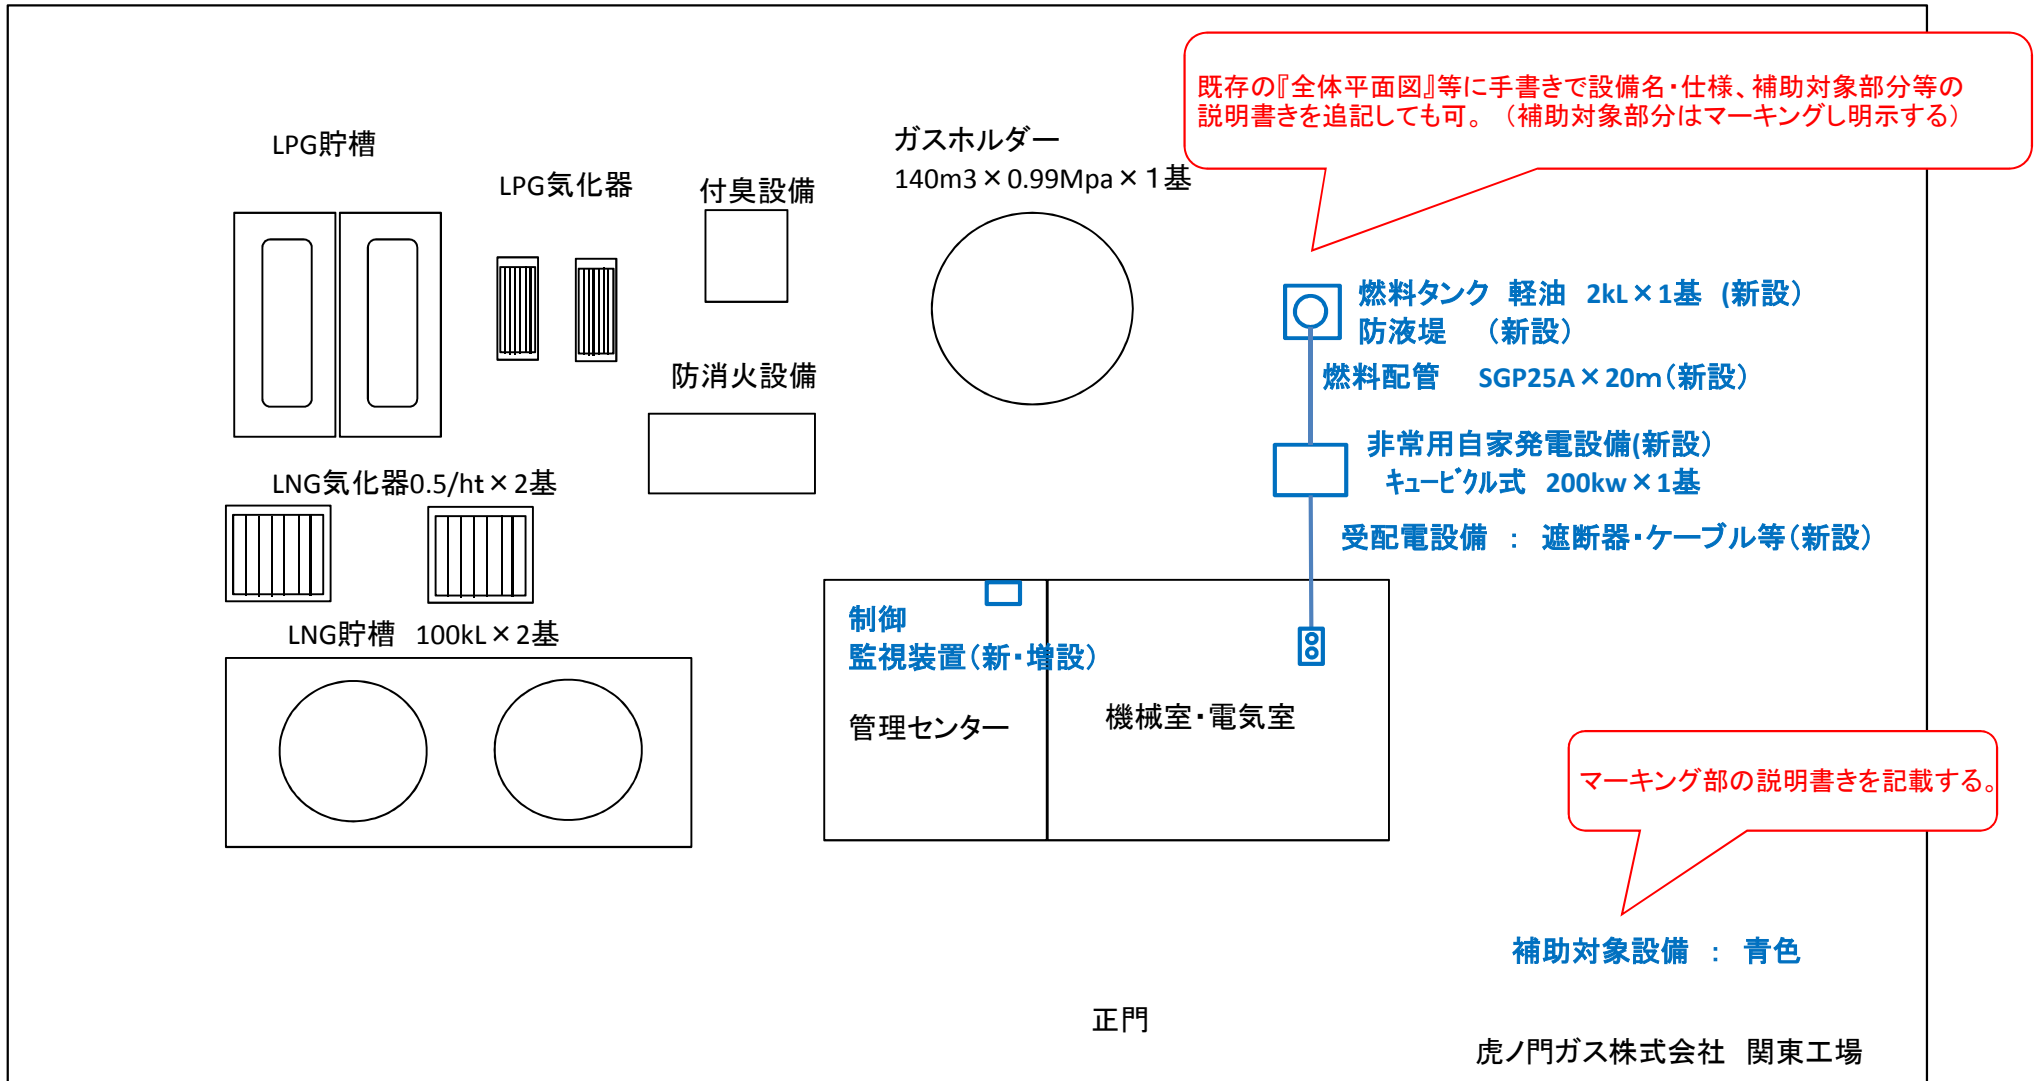 既存の『全体平面図』等に手書きで設備名・仕様、補助対象部分等の
説明書きを追記しても可。（補助対象部分はマーキングし明示する）
LPG貯槽
LPG気化器
付臭設備
ガスホルダー
140m3×0.99Mpa×１基
燃料タンク　軽油　2kL×1基　(新設）
防液堤　（新設）
燃料配管　SGP25A×20ｍ（新設）
防消火設備
非常用自家発電設備(新設）
ｷｭｰﾋﾞｸﾙ式　200kw×1基
LNG気化器0.5/ht×2基
受配電設備　：　遮断器・ケーブル等（新設）
LNG貯槽　100kL×2基
制御
監視装置（新・増設）
管理センター
機械室・電気室
マーキング部の説明書きを記載する。
補助対象設備　：　青色
正門
虎ノ門ガス株式会社　関東工場